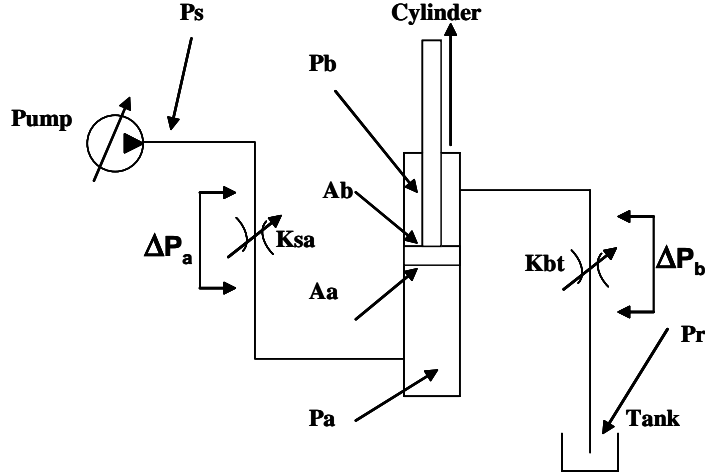 Ps
Cylinder
Pb
Pump
Ab
ΔPa
Ksa
Kbt
ΔPb
Aa
Pr
Pa
Tank